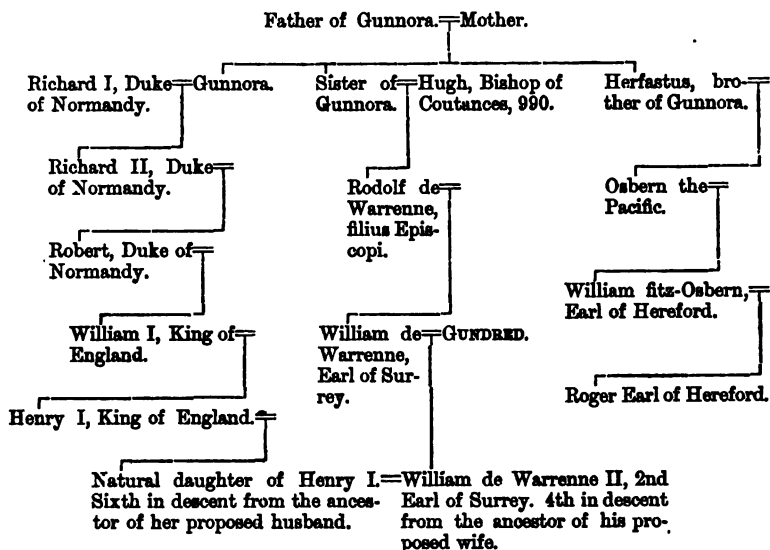 Father of Gunnora.=Mother.
Richard I, Duke=Gunnora.
of Normandy.
Sister of=Hugh, Bishop of
Gunnora. Coutances, 990.
Herfastus, bro-=
ther of Gunnora.
Richard II, Duke=
of Normandy.
Rodolf de=
Warrenne,
filius Epis-
copi.
Osbern the=
Pacific.
Robert, Duke of=
Normandy.
William fitz-Osbern,=
Earl of Hereford.
William I, King of=
England.
William de=GUNDRED.
Warrenne,
Earl of Sur-
rey.
Roger Earl of Hereford.
Henry I, King of England.=
Natural daughter of Henry I.=William de Warrenne II, 2nd
Sixth in descent from the ances- Earl of Surrey. 4th in descent
tor of her proposed husband. from the ancestor of his pro-
posed wife.